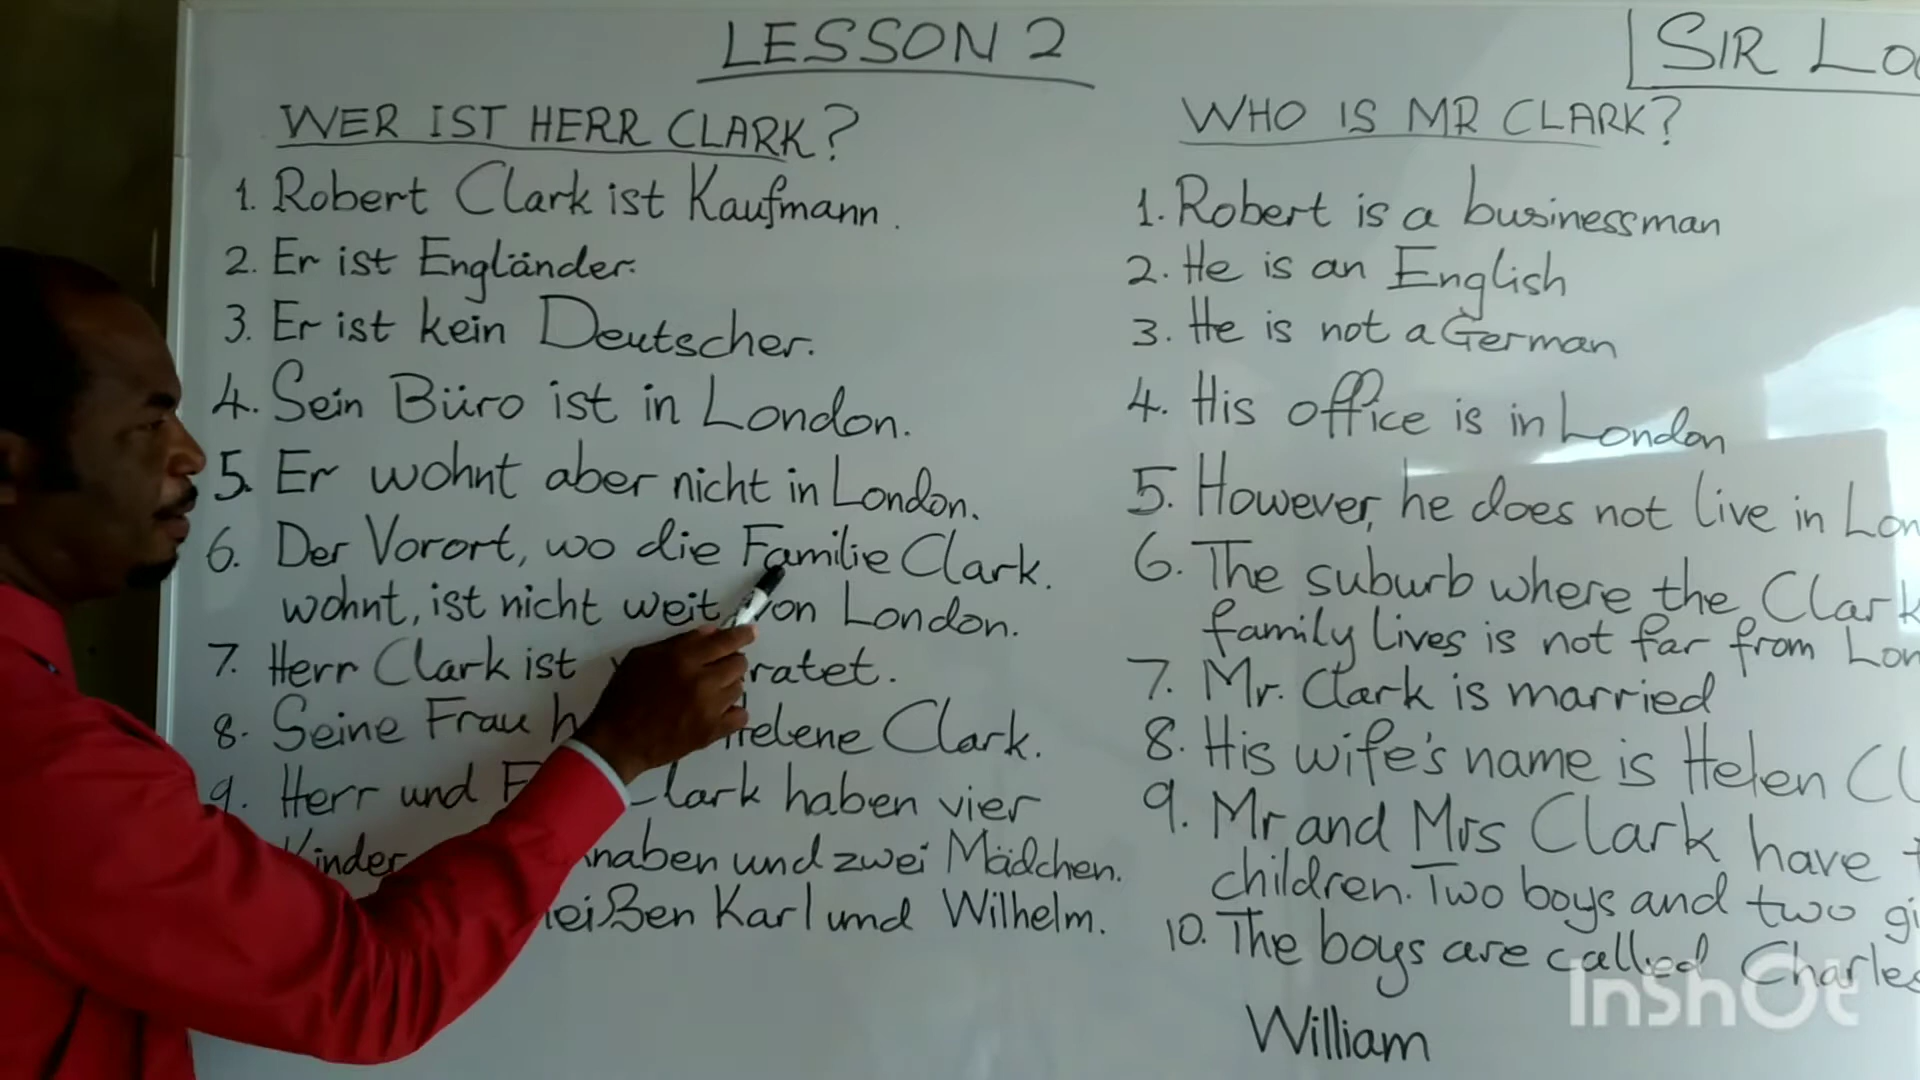 LESSON 2
SIR
WER IST HERR CLARK?
1. Robert Clark ist Kaufmann.
2. Er ist Engländer.
3. Er ist kein Deutscher.
4. Sein Büro ist in London.
5. Er wohnt aber nicht in London.
6. Der Vorort, wo die Familie Clark.
wohnt, ist nicht weit von London.
7. Herr Clark ist
8. Seine Frau Helene Clark.
9. Herr und Clark haben vier
Kinder und zwei Mädchen.
Karl und Wilhelm.
WHO IS MR CLARK?
1. Robert is a businessman
2. He is an English
3. He is not a German
4. His office is in London
5. However, he does not live in
6. The suburb where the Clark
family lives is not far from
7. Mr. Clark is married
8. His wife's name is Helen
9. Mr and Mrs Clark have
children. Two boys and two
10. The boys are called Charles
William
InShOt